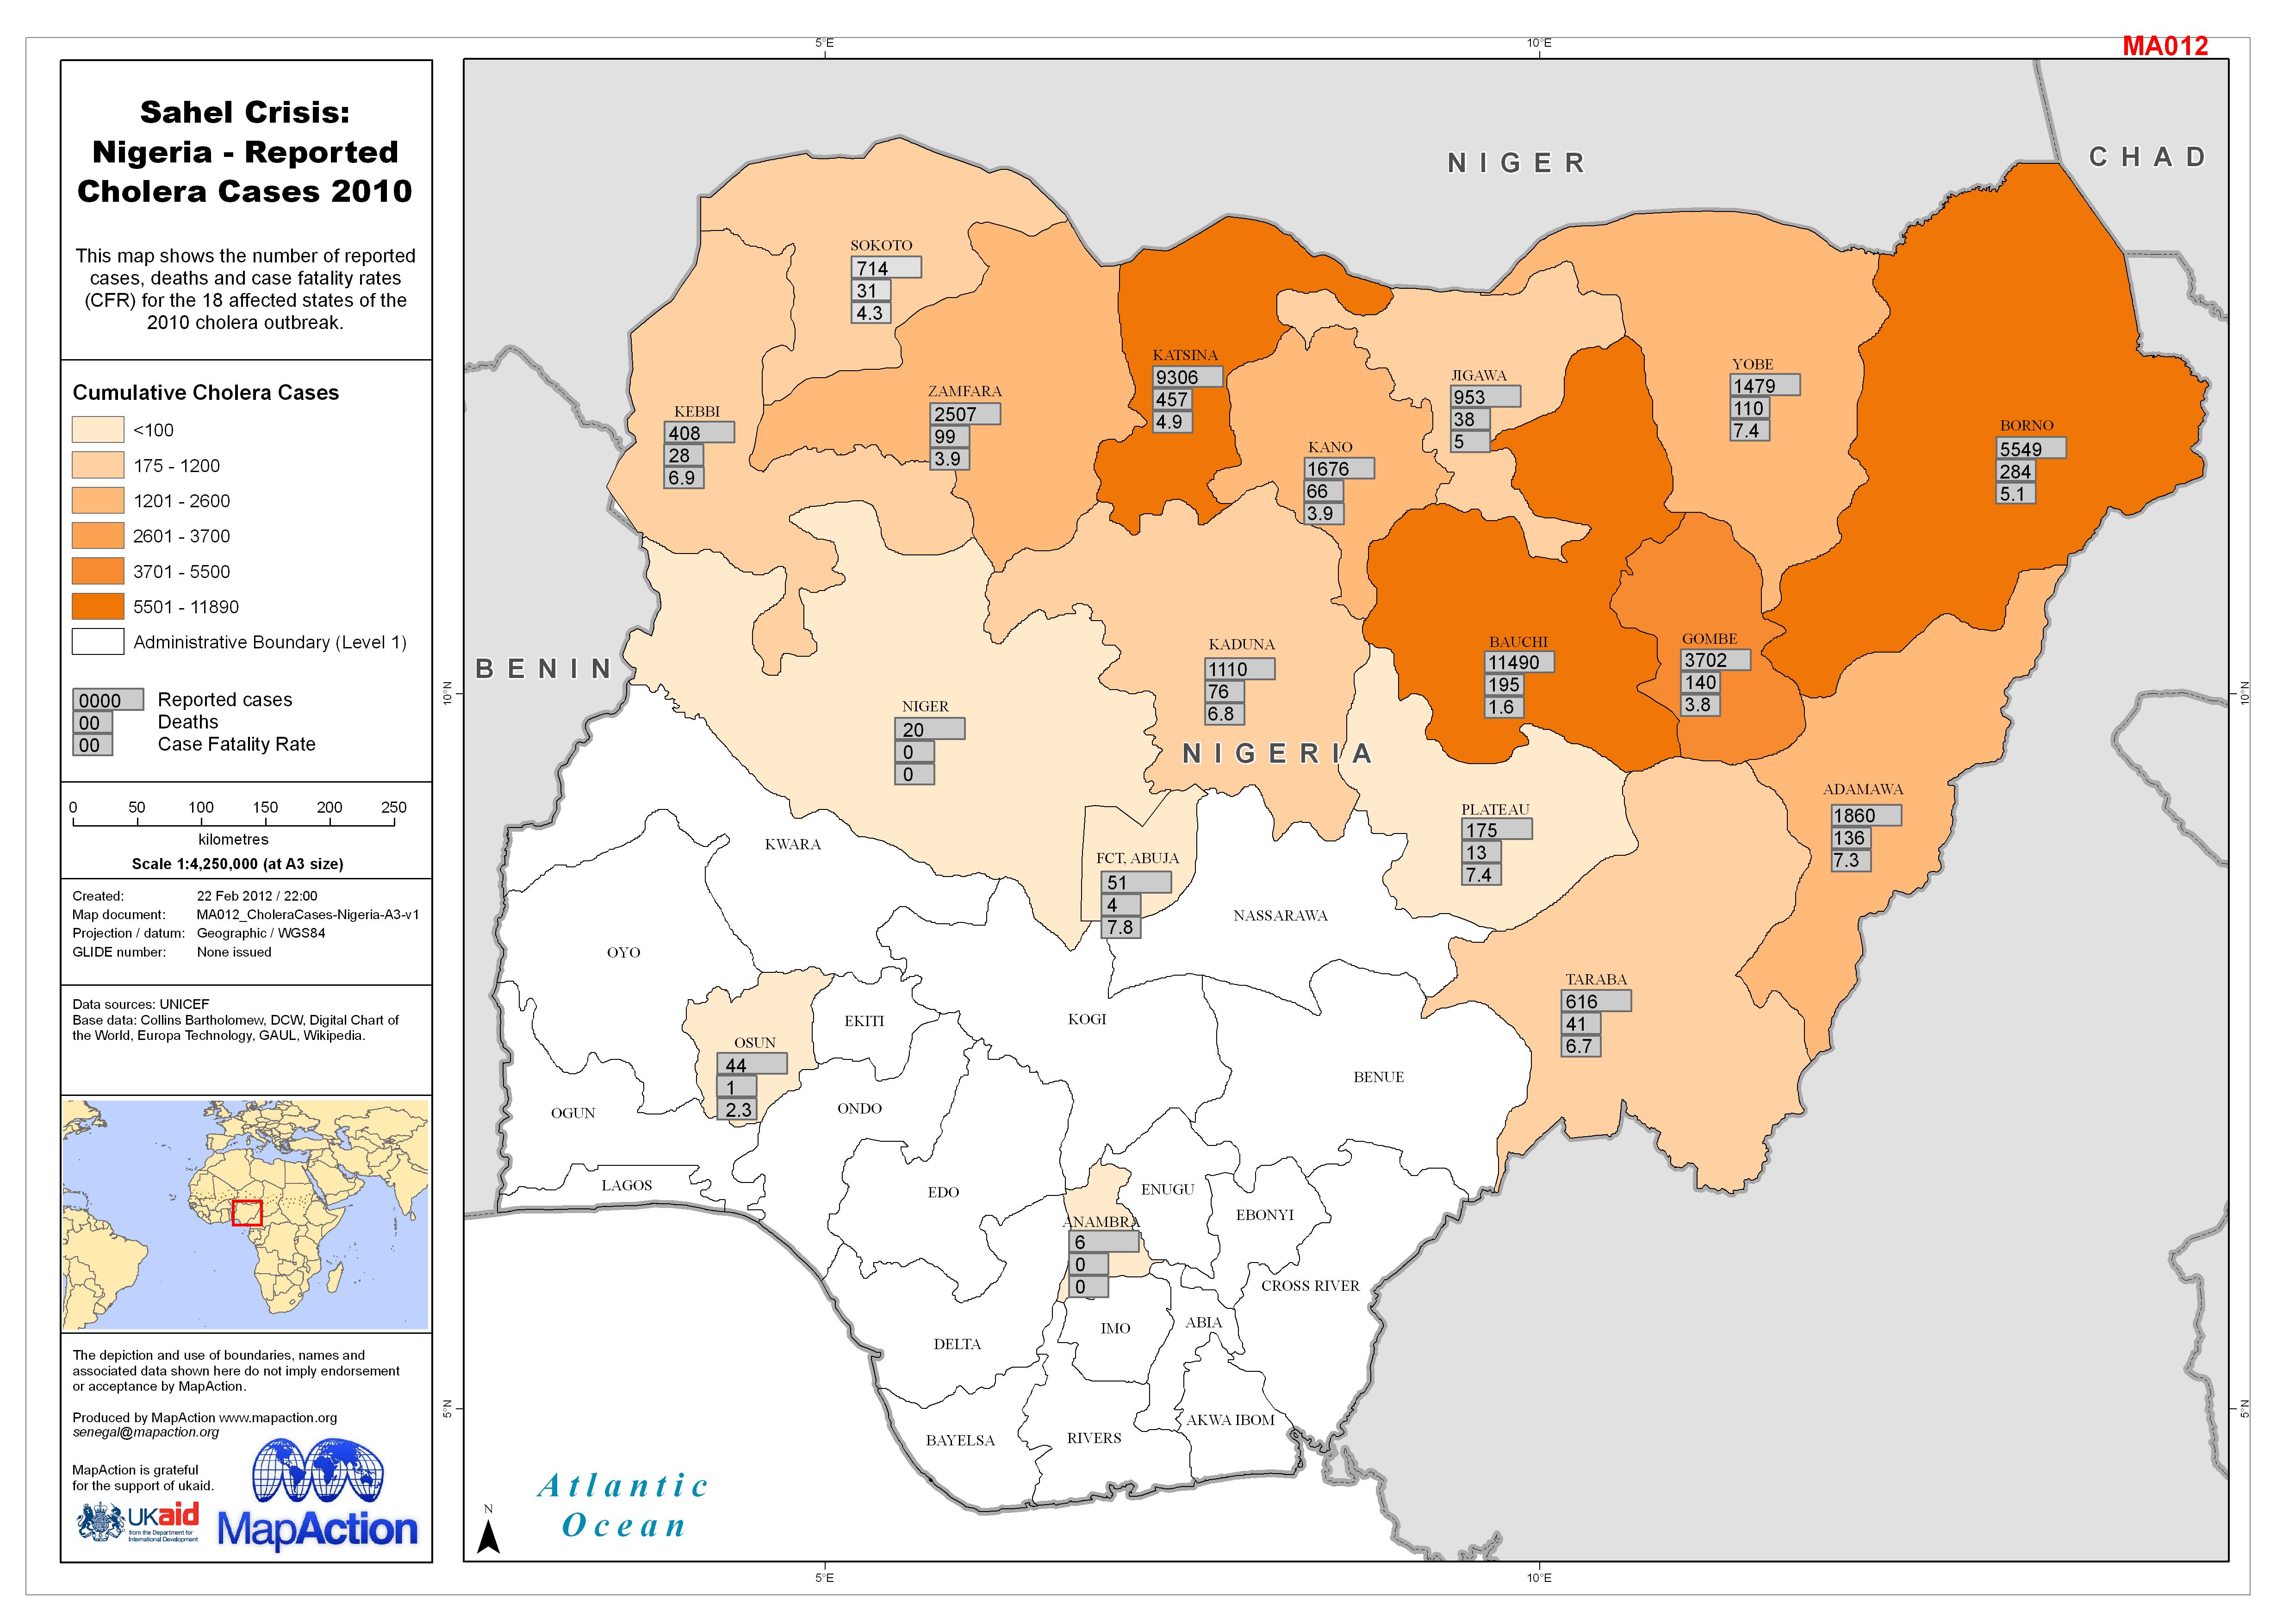 MA012
Sahel Crisis:
Nigeria - Reported
Cholera Cases 2010
This map shows the number of reported
cases, deaths and case fatality rates
(CFR) for the 18 affected states of the
2010 cholera outbreak.
Cumulative Cholera Cases
<100
175 - 1200
1201 - 2600
2601 - 3700
3701 - 5500
5501 - 11890
Administrative Boundary (Level 1)
0000 Reported cases
00 Deaths
00 Case Fatality Rate
0 50 100 150 200 250
kilometres
Scale 1:4,250,000 (at A3 size)
Created: 22 Feb 2012 / 22:00
Map document: MA012_CholeraCases-Nigeria-A3-v1
Projection / datum: Geographic / WGS84
GLIDE number: None issued
Data sources: UNICEF
Base data: Collins Bartholomew, DCW, Digital Chart of
the World, Europa Technology, GAUL, Wikipedia.
The depiction and use of boundaries, names and
associated data shown here do not imply endorsement
or acceptance by MapAction.
Produced by MapAction www.mapaction.org
senegal@mapaction.org
MapAction is grateful
for the support of ukaid.
UKaid
from the Department for
International Development
MapAction
5°E
10°E
NIGER
CHAD
SOKOTO
714
31
4.3
KATSINA
9306
457
4.9
YOBE
1479
110
7.4
JIGAWA
953
38
5
ZAMFARA
2507
99
3.9
KEBBI
408
28
6.9
BORNO
5549
284
5.1
KANO
1676
66
3.9
BENIN
10°N
10°N
KADUNA
1110
76
6.8
BAUCHI
11490
195
1.6
GOMBE
3702
140
3.8
NIGER
20
0
0
NIGERIA
ADAMAWA
1860
136
7.3
PLATEAU
175
13
7.4
KWARA
FCT, ABUJA
51
4
7.8
NASSARAWA
OYO
TARABA
616
41
6.7
EKITI
KOGI
OSUN
44
1
2.3
BENUE
OGUN
ONDO
LAGOS
EDO
ENUGU
EBONYI
ANAMBRA
6
0
0
CROSS RIVER
IMO
ABIA
DELTA
5°N
5°N
AKWA IBOM
BAYELSA
RIVERS
Atlantic
Ocean
N
5°E
10°E